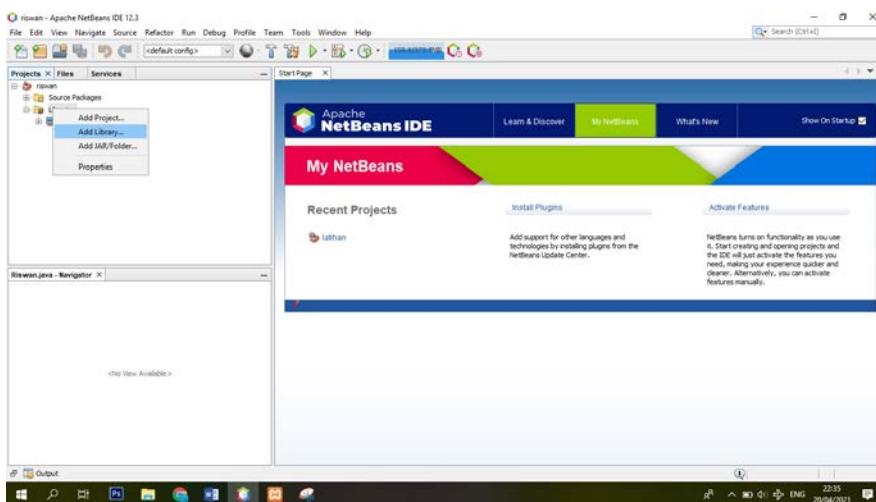 riswan - Apache NetBeans IDE 12.3
File Edit View Navigate Source Refactor Run Debug Profile Team Tools Window Help
Search (Ctrl+I)
<default config>
Projects Files Services
Start Page
riswan
Source Packages
Add Project...
Add Library...
Add JAR/Folder...
Properties
Apache
NetBeans IDE
Learn & Discover
My NetBeans
What's New
Show On Startup
My NetBeans
Recent Projects
Install Plugins
Activate Features
latihan
Add support for other languages and
technologies by installing plugins from the
NetBeans Update Center.
NetBeans turns on functionality as you use
it. Start creating and opening projects and
the IDE will just activate the features you
need, making your experience quicker and
cleaner. Alternatively, you can activate
features manually.
Riswan.java - Navigator
<No View Available>
Output
Ps
ENG
22:35
20/04/2021